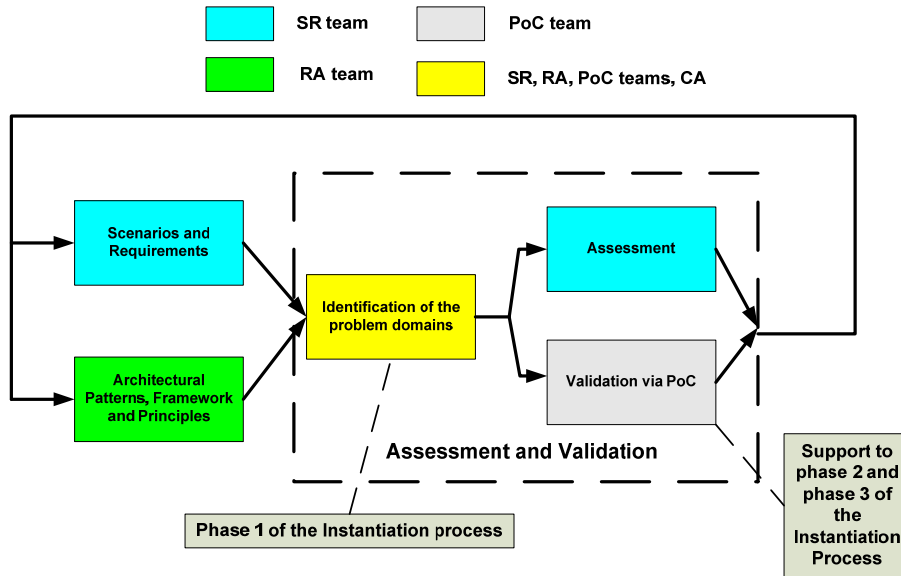 SR team
PoC team
RA team
SR, RA, PoC teams, CA
Scenarios and
Requirements
Assessment
Identification of the
problem domains
Architectural
Patterns, Framework
and Principles
Validation via PoC
Assessment and Validation
Support to
phase 2 and
phase 3 of
the
Instantiation
Process
Phase 1 of the Instantiation process